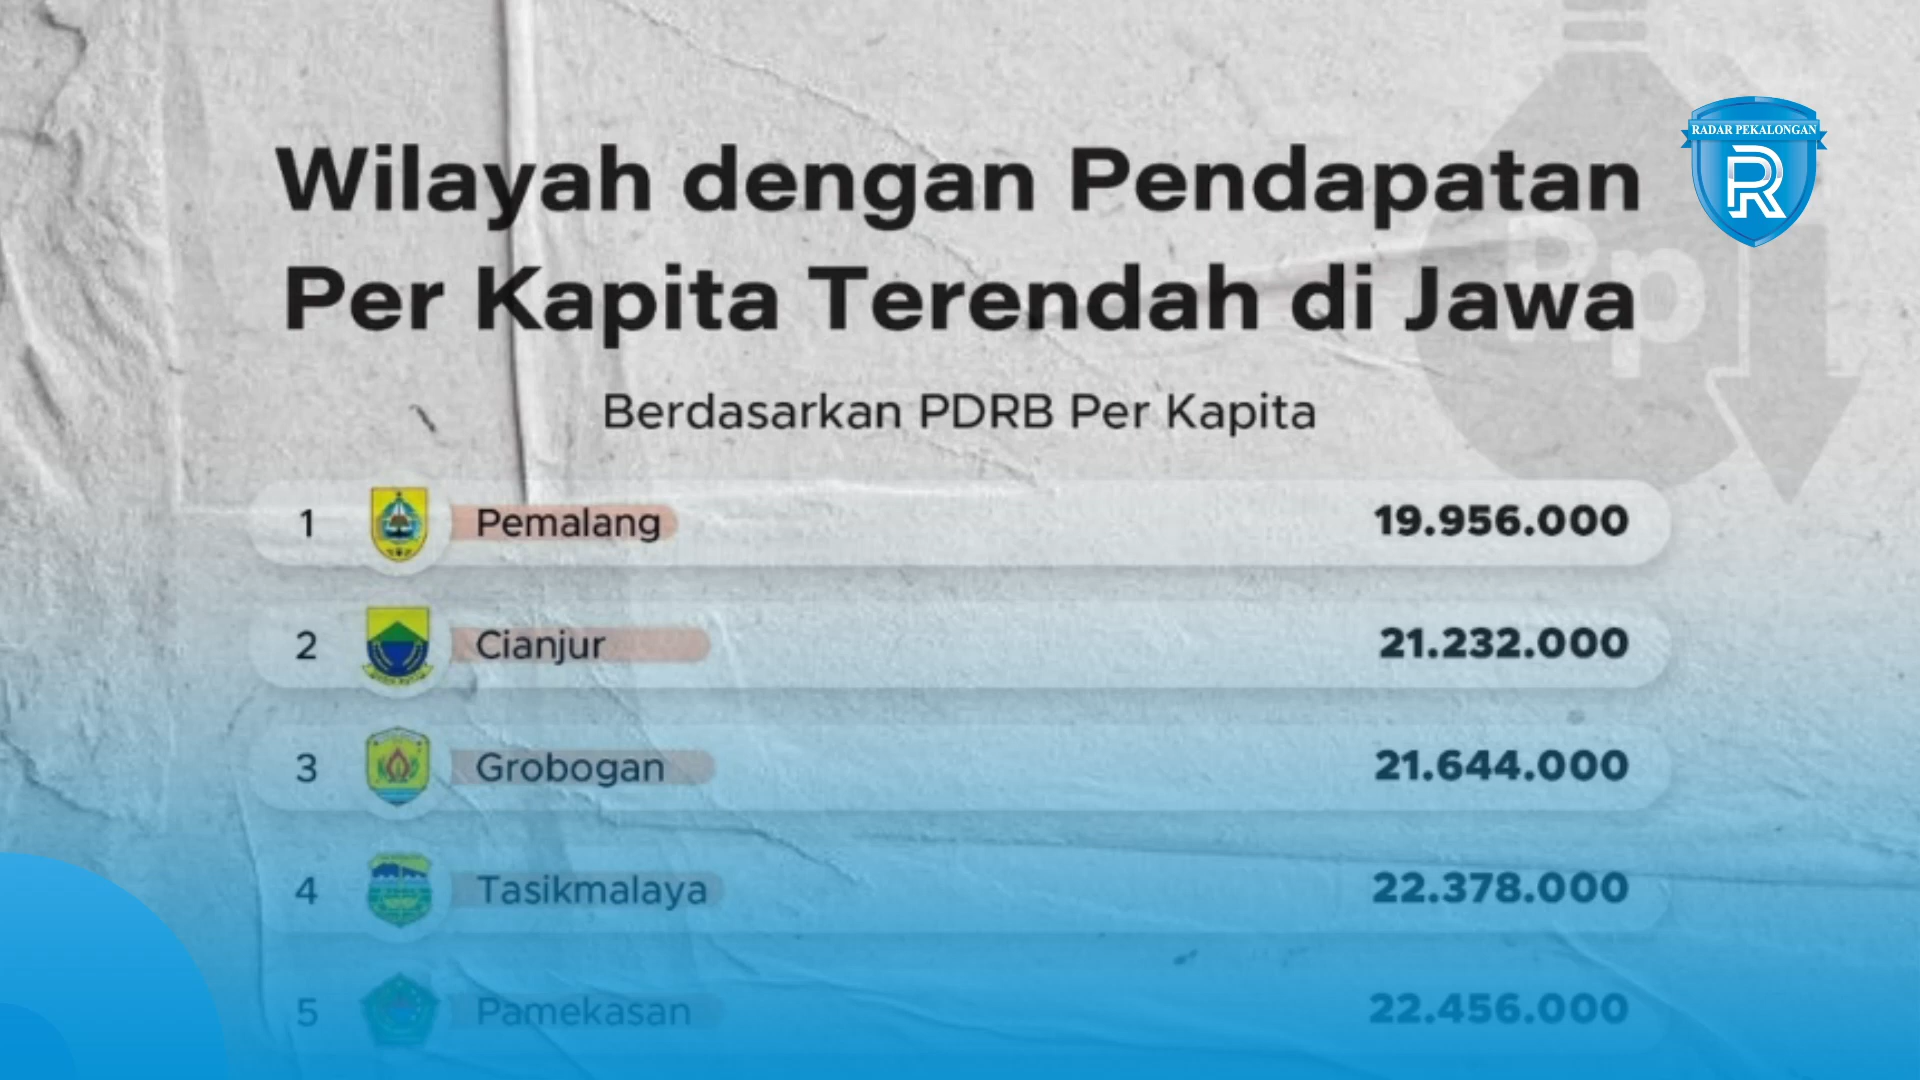 RADAR PEKALONGAN
R
Wilayah dengan Pendapatan
Per Kapita Terendah di Jawa
Rp
Berdasarkan PDRB Per Kapita
1 Pemalang 19.956.000
2 Cianjur 21.232.000
3 Grobogan 21.644.000
4 Tasikmalaya 22.378.000
5 Pamekasan 22.456.000